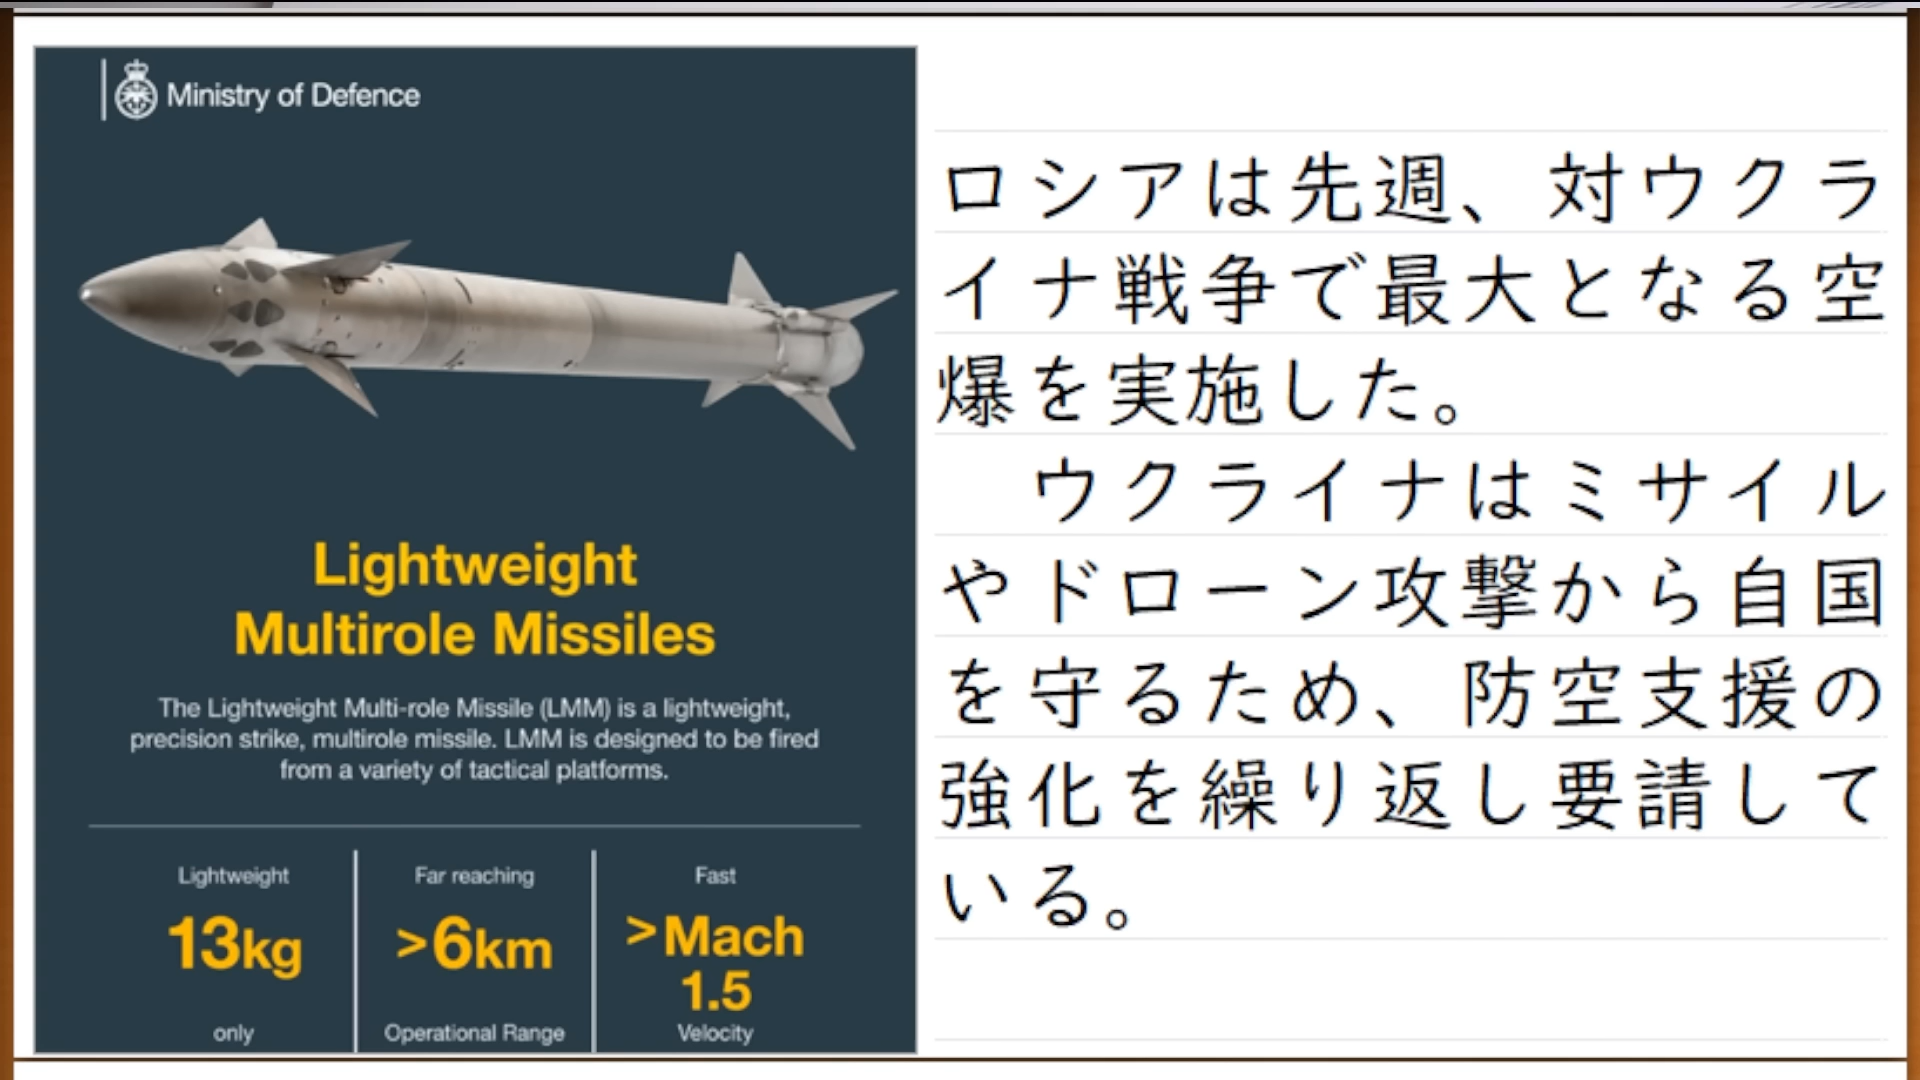 Ministry of Defence
Lightweight
Multirole Missiles
The Lightweight Multi-role Missile (LMM) is a lightweight,
precision strike, multirole missile. LMM is designed to be fired
from a variety of tactical platforms.
Lightweight
13kg
only
Far reaching
>6km
Operational Range
Fast
>Mach
1.5
Velocity
ロシアは先週、対ウクラ
イナ戦争で最大となる空
爆を実施した。
ウクライナはミサイル
やドローン攻撃から自国
を守るため、防空支援の
強化を繰り返し要請して
いる。